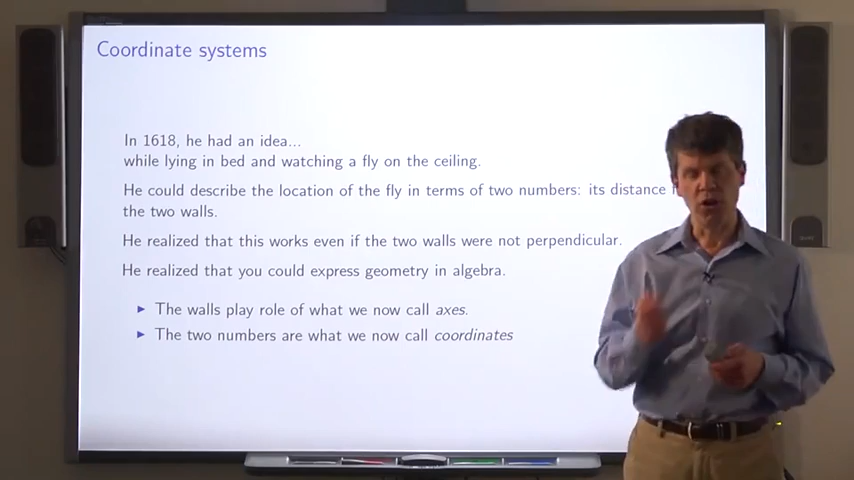 Coordinate systems
In 1618, he had an idea...
while lying in bed and watching a fly on the ceiling.
He could describe the location of the fly in terms of two numbers: its distance
the two walls.
He realized that this works even if the two walls were not perpendicular.
He realized that you could express geometry in algebra.
▶ The walls play role of what we now call axes.
▶ The two numbers are what we now call coordinates